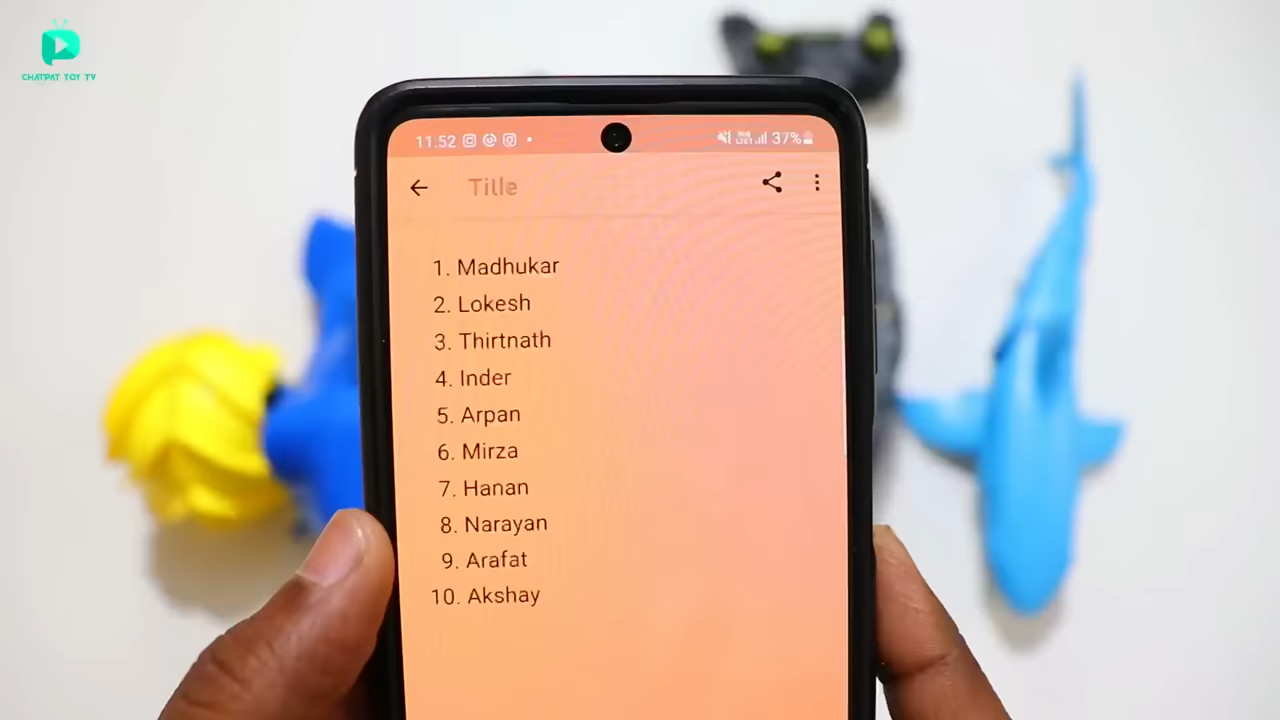 CHATPAT TOY TV
11:52 37%
Title
1. Madhukar
2. Lokesh
3. Thirtnath
4. Inder
5. Arpan
6. Mirza
7. Hanan
8. Narayan
9. Arafat
10. Akshay